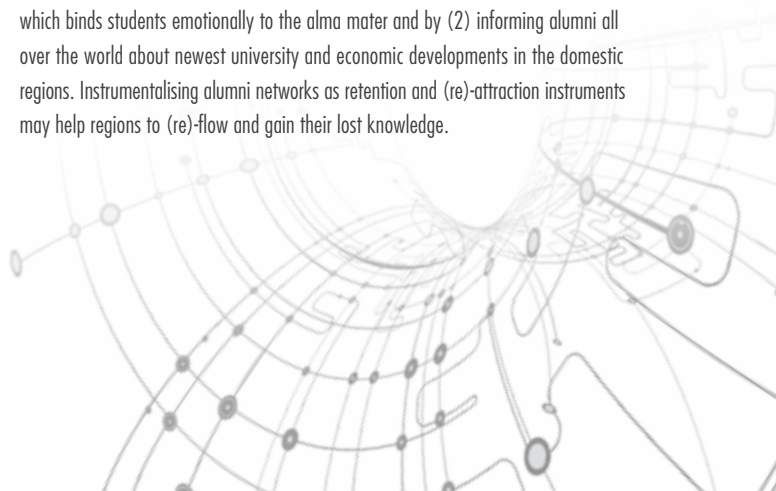 which binds students emotionally to the alma mater and by (2) informing alumni all
over the world about newest university and economic developments in the domestic
regions. Instrumentalising alumni networks as retention and (re)-attraction instruments
may help regions to (re)-flow and gain their lost knowledge.